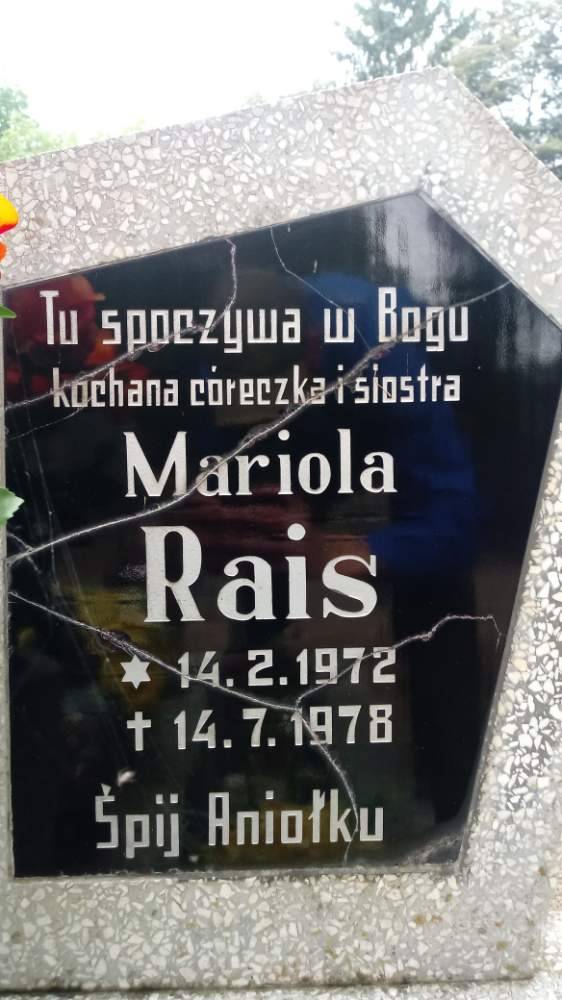 Tu spoczywa w Bogu
kochana córeczka i siostra
Mariola
Rais
✶ 14.2.1972
✝ 14.7.1978
Śpij Aniołku